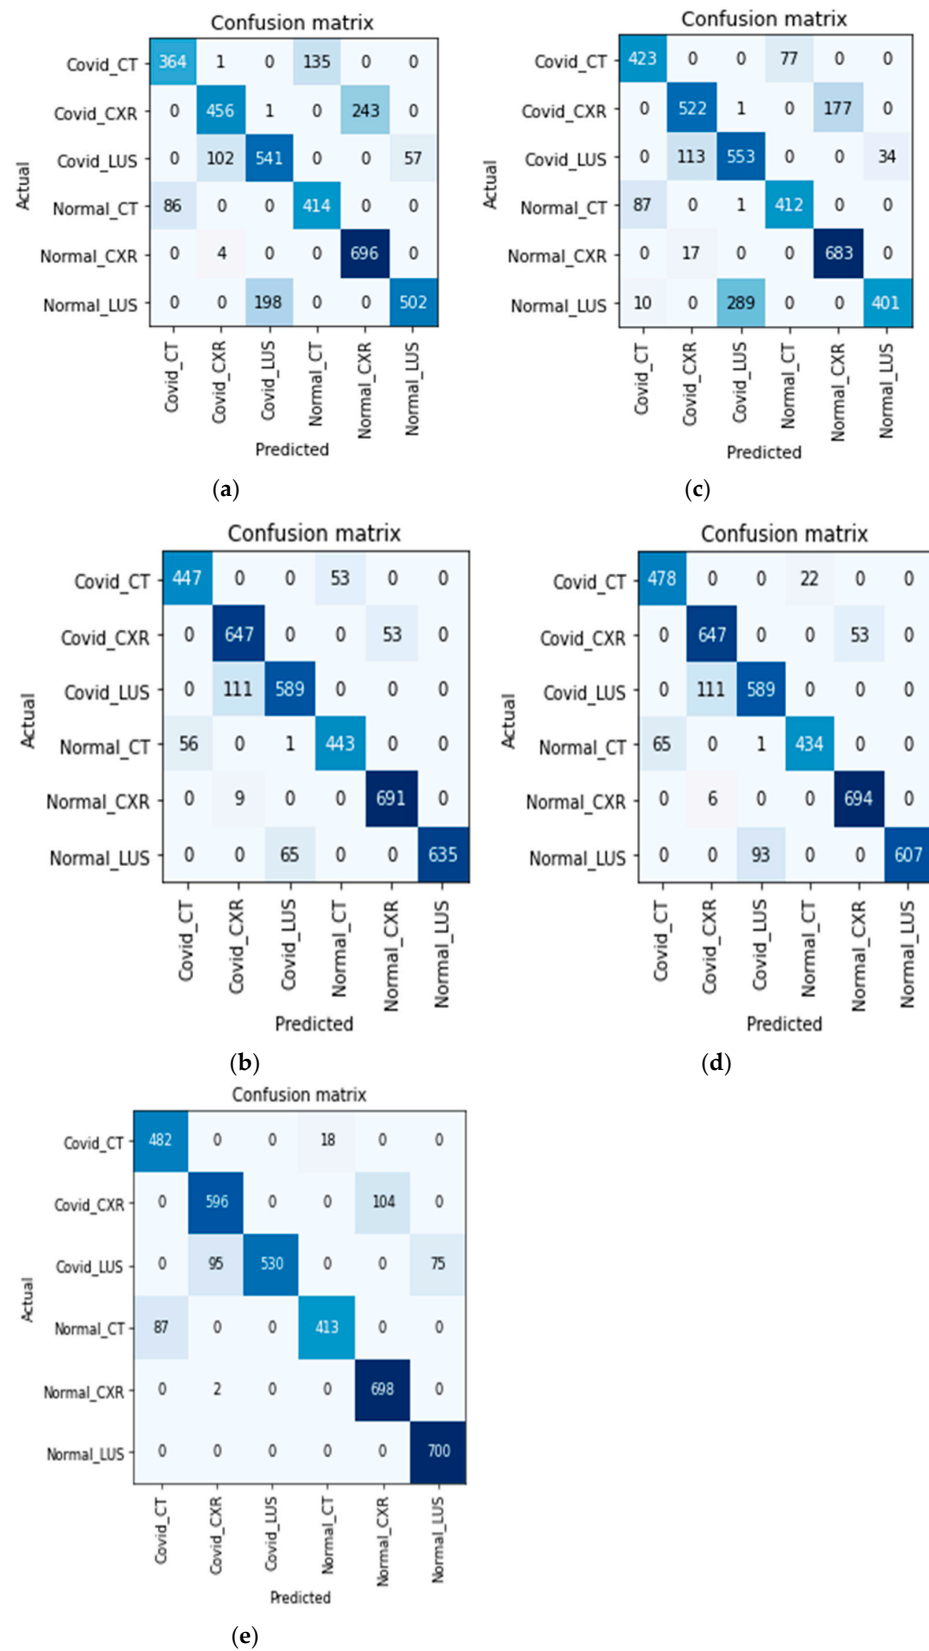 Confusion matrix
Covid_CT 364 1 0 135 0 0
Covid_CXR 0 456 1 0 243 0
Covid_LUS 0 102 541 0 0 57
Normal_CT 86 0 0 414 0 0
Normal_CXR 0 4 0 0 696 0
Normal_LUS 0 0 198 0 0 502
Actual
Covid_CT Covid_CXR Covid_LUS Normal_CT Normal_CXR Normal_LUS
Predicted
(a)
Confusion matrix
Covid_CT 423 0 0 77 0 0
Covid_CXR 0 522 1 0 177 0
Covid_LUS 0 113 553 0 0 34
Normal_CT 87 0 1 412 0 0
Normal_CXR 0 17 0 0 683 0
Normal_LUS 10 0 289 0 0 401
Actual
Covid_CT Covid_CXR Covid_LUS Normal_CT Normal_CXR Normal_LUS
Predicted
(c)
Confusion matrix
Covid_CT 447 0 0 53 0 0
Covid_CXR 0 647 0 0 53 0
Covid_LUS 0 111 589 0 0 0
Normal_CT 56 0 1 443 0 0
Normal_CXR 0 9 0 0 691 0
Normal_LUS 0 0 65 0 0 635
Actual
Covid_CT Covid_CXR Covid_LUS Normal_CT Normal_CXR Normal_LUS
Predicted
(b)
Confusion matrix
Covid_CT 478 0 0 22 0 0
Covid_CXR 0 647 0 0 53 0
Covid_LUS 0 111 589 0 0 0
Normal_CT 65 0 1 434 0 0
Normal_CXR 0 6 0 0 694 0
Normal_LUS 0 0 93 0 0 607
Actual
Covid_CT Covid_CXR Covid_LUS Normal_CT Normal_CXR Normal_LUS
Predicted
(d)
Confusion matrix
Covid_CT 482 0 0 18 0 0
Covid_CXR 0 596 0 0 104 0
Covid_LUS 0 95 530 0 0 75
Normal_CT 87 0 0 413 0 0
Normal_CXR 0 2 0 0 698 0
Normal_LUS 0 0 0 0 0 700
Actual
Covid_CT Covid_CXR Covid_LUS Normal_CT Normal_CXR Normal_LUS
Predicted
(e)